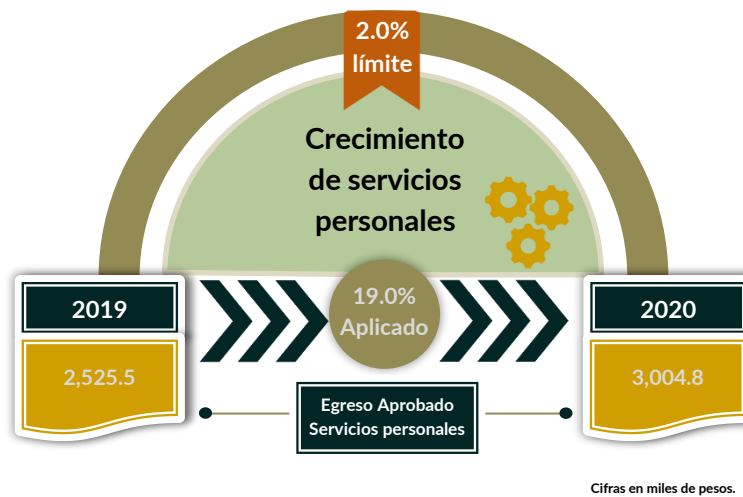 2.0%
límite
Crecimiento
de servicios
personales
2019
19.0%
Aplicado
2020
2,525.5
3,004.8
Egreso Aprobado
Servicios personales
Cifras en miles de pesos.